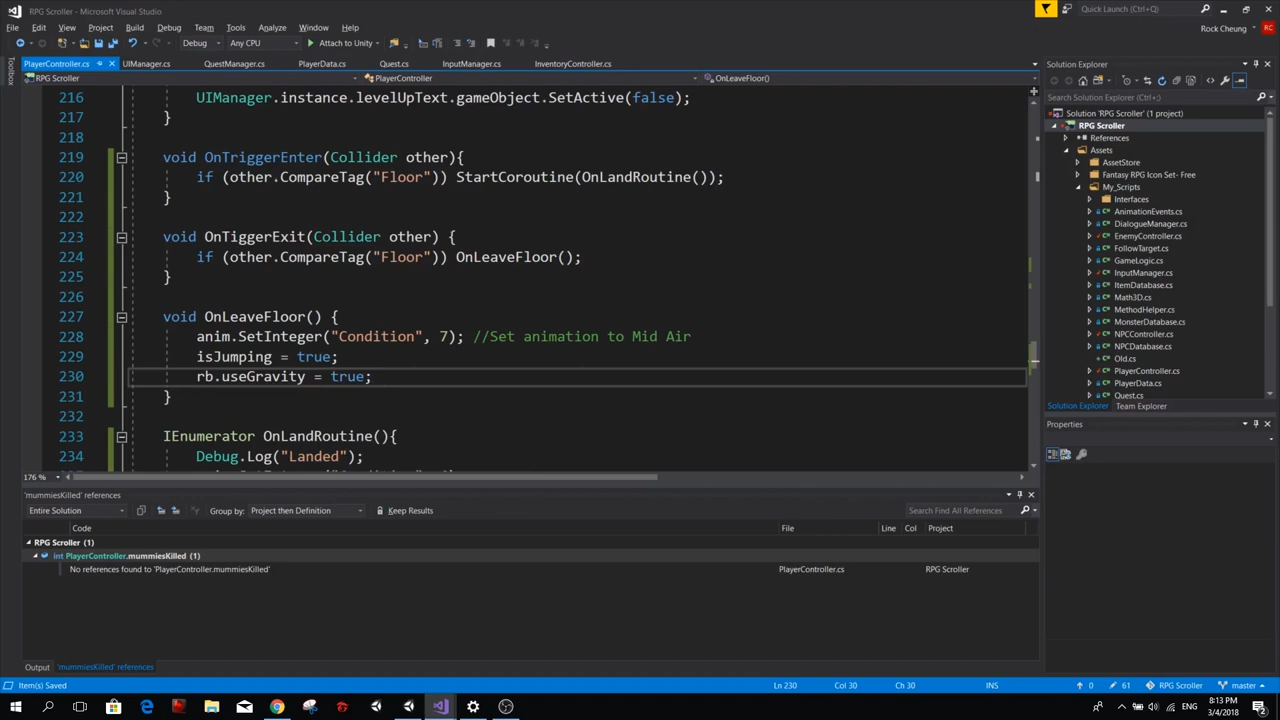 RPG Scroller - Microsoft Visual Studio
Quick Launch (Ctrl+Q)
File Edit View Project Build Debug Team Tools Analyze Window Help
Rock Cheung RC
Debug Any CPU Attach to Unity
Toolbox
PlayerController.cs UIManager.cs QuestManager.cs PlayerData.cs Quest.cs InputManager.cs InventoryController.cs
RPG Scroller PlayerController OnLeaveFloor()
216 UIManager.instance.levelUpText.gameObject.SetActive(false);
217 }
218
219 void OnTriggerEnter(Collider other){
220 if (other.CompareTag("Floor")) StartCoroutine(OnLandRoutine());
221 }
222
223 void OnTiggerExit(Collider other) {
224 if (other.CompareTag("Floor")) OnLeaveFloor();
225 }
226
227 void OnLeaveFloor() {
228 anim.SetInteger("Condition", 7); //Set animation to Mid Air
229 isJumping = true;
230 rb.useGravity = true;
231 }
232
233 IEnumerator OnLandRoutine(){
234 Debug.Log("Landed");
176 %
Solution Explorer
Search Solution Explorer (Ctrl+;)
Solution 'RPG Scroller' (1 project)
RPG Scroller
References
Assets
AssetStore
Fantasy RPG Icon Set- Free
My_Scripts
Interfaces
AnimationEvents.cs
DialogueManager.cs
EnemyController.cs
FollowTarget.cs
GameLogic.cs
InputManager.cs
ItemDatabase.cs
Math3D.cs
MethodHelper.cs
MonsterDatabase.cs
NPCController.cs
NPCDatabase.cs
Old.cs
PlayerController.cs
PlayerData.cs
Quest.cs
Solution Explorer Team Explorer
Properties
'mummiesKilled' references
Entire Solution Group by: Project then Definition Keep Results Search Find All References
Code File Line Col Project
RPG Scroller (1)
int PlayerController.mummiesKilled (1)
No references found to 'PlayerController.mummiesKilled' PlayerController.cs RPG Scroller
Output 'mummiesKilled' references
Item(s) Saved Ln 230 Col 30 Ch 30 INS 0 61 RPG Scroller master
ENG 8:13 PM
3/4/2018
2